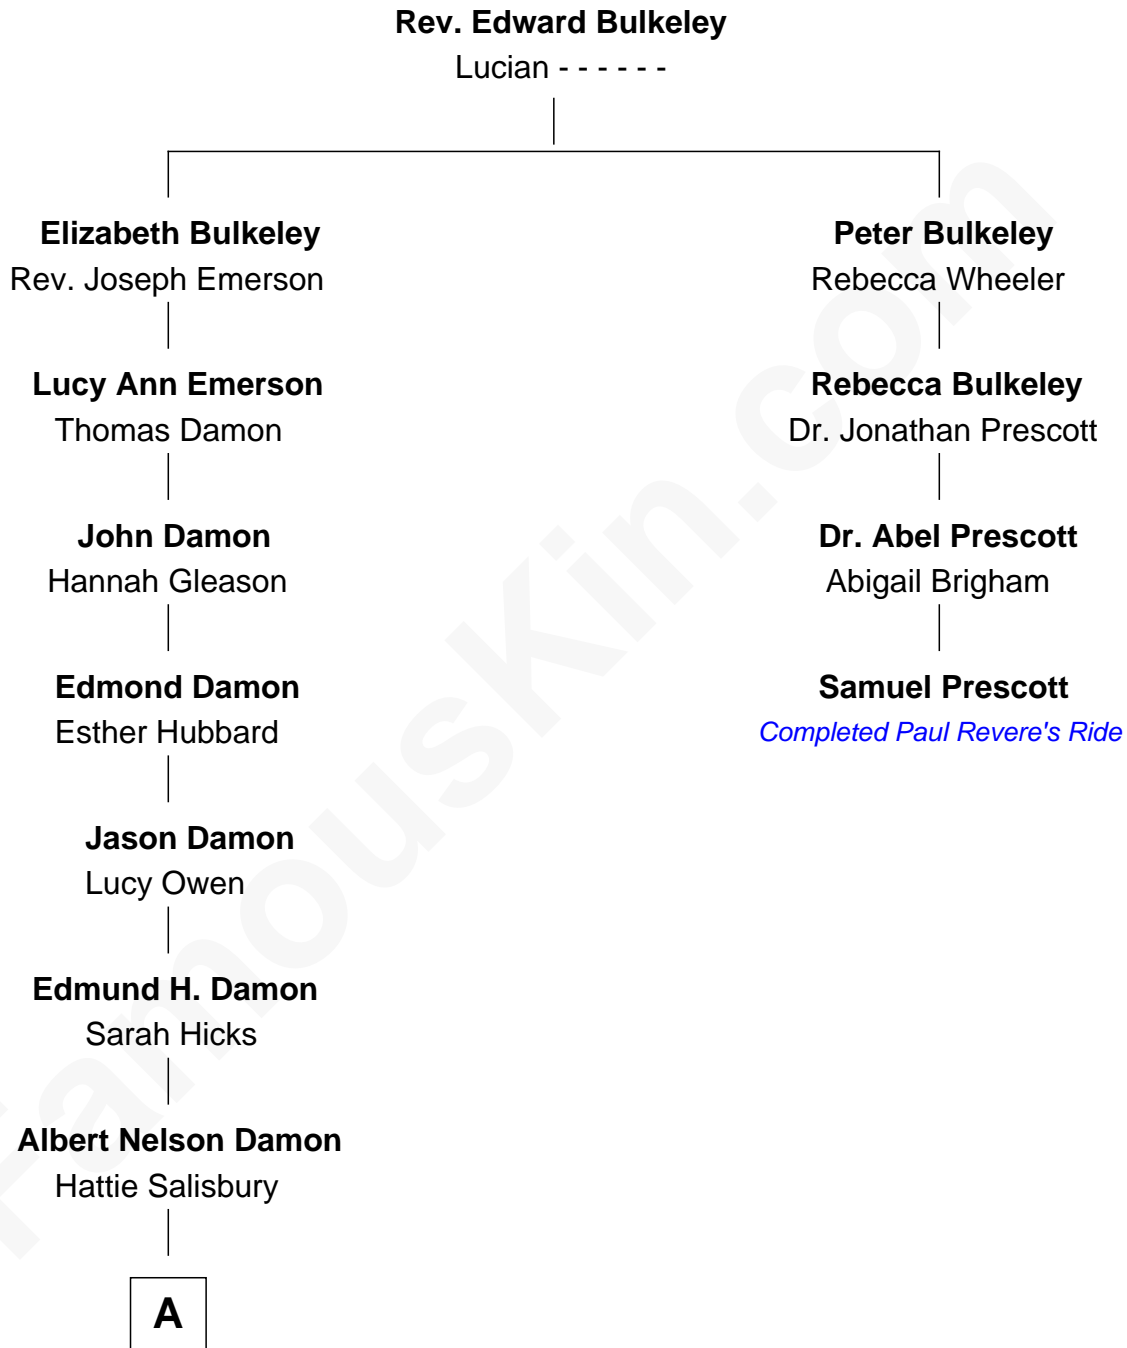 Rev. Edward Bulkeley
Lucian - - - - - -
Elizabeth Bulkeley
Rev. Joseph Emerson
Peter Bulkeley
Rebecca Wheeler
Lucy Ann Emerson
Thomas Damon
Rebecca Bulkeley
Dr. Jonathan Prescott
John Damon
Hannah Gleason
Dr. Abel Prescott
Abigail Brigham
Edmond Damon
Esther Hubbard
Samuel Prescott
Completed Paul Revere's Ride
Jason Damon
Lucy Owen
Edmund H. Damon
Sarah Hicks
Albert Nelson Damon
Hattie Salisbury
A
FamousKin.com